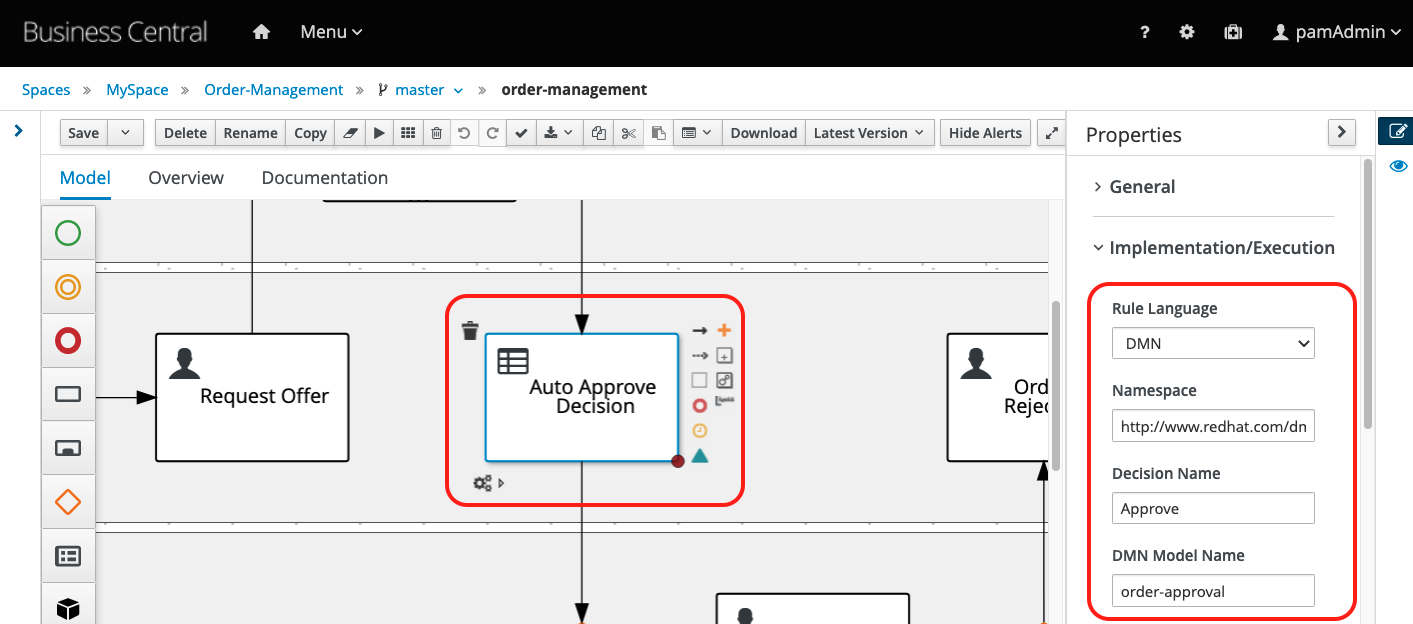 Business Central
Menu
?
pamAdmin
Spaces » MySpace » Order-Management » master » order-management
Save
Delete
Rename
Copy
Download
Latest Version
Hide Alerts
Properties
Model
Overview
Documentation
General
Implementation/Execution
Rule Language
DMN
Namespace
http://www.redhat.com/dn
Decision Name
Approve
DMN Model Name
order-approval
Request Offer
Auto Approve
Decision
Ord
Rejec